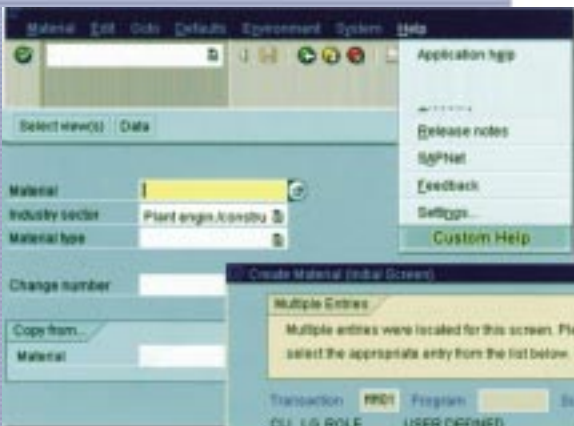 Material Edit Goto Defaults Environment System Help
Application help
Select view(s) Data
Release notes
SAPNet
Feedback
Settings...
Custom Help
Material
Industry sector Plant engin./constru
Material type
Change number
Copy from...
Material
Create Material (Initial Screen)
Multiple Entries
Multiple entries were located for this screen. Ple
select the appropriate entry from the list below.
Transaction MM01 Program
CU_LG_ROLE USER DEFINED